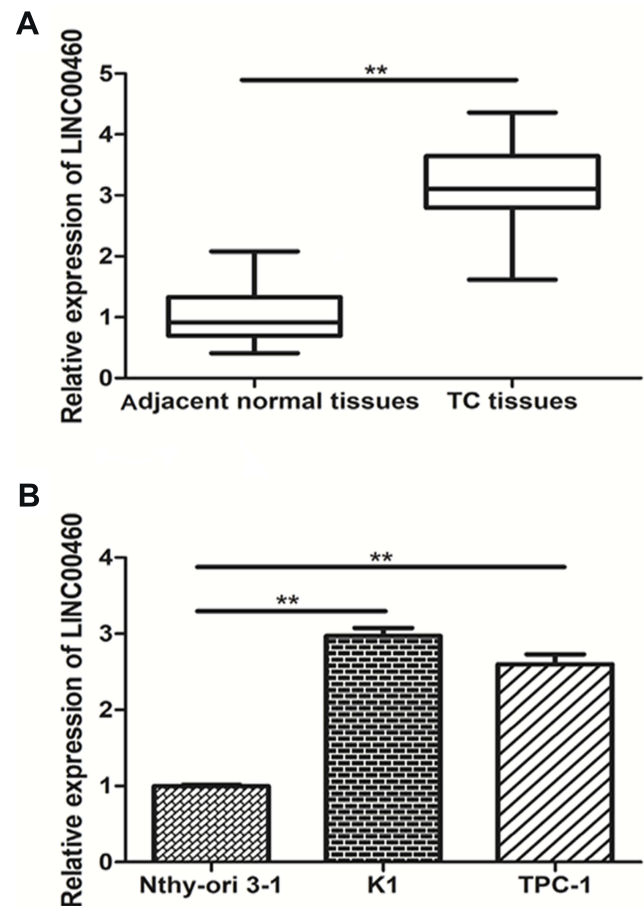 A
Relative expression of LINC00460
5
4
3
2
1
0
**
Adjacent normal tissues
TC tissues
B
Relative expression of LINC00460
4
3
2
1
0
**
**
Nthy-ori 3-1
K1
TPC-1